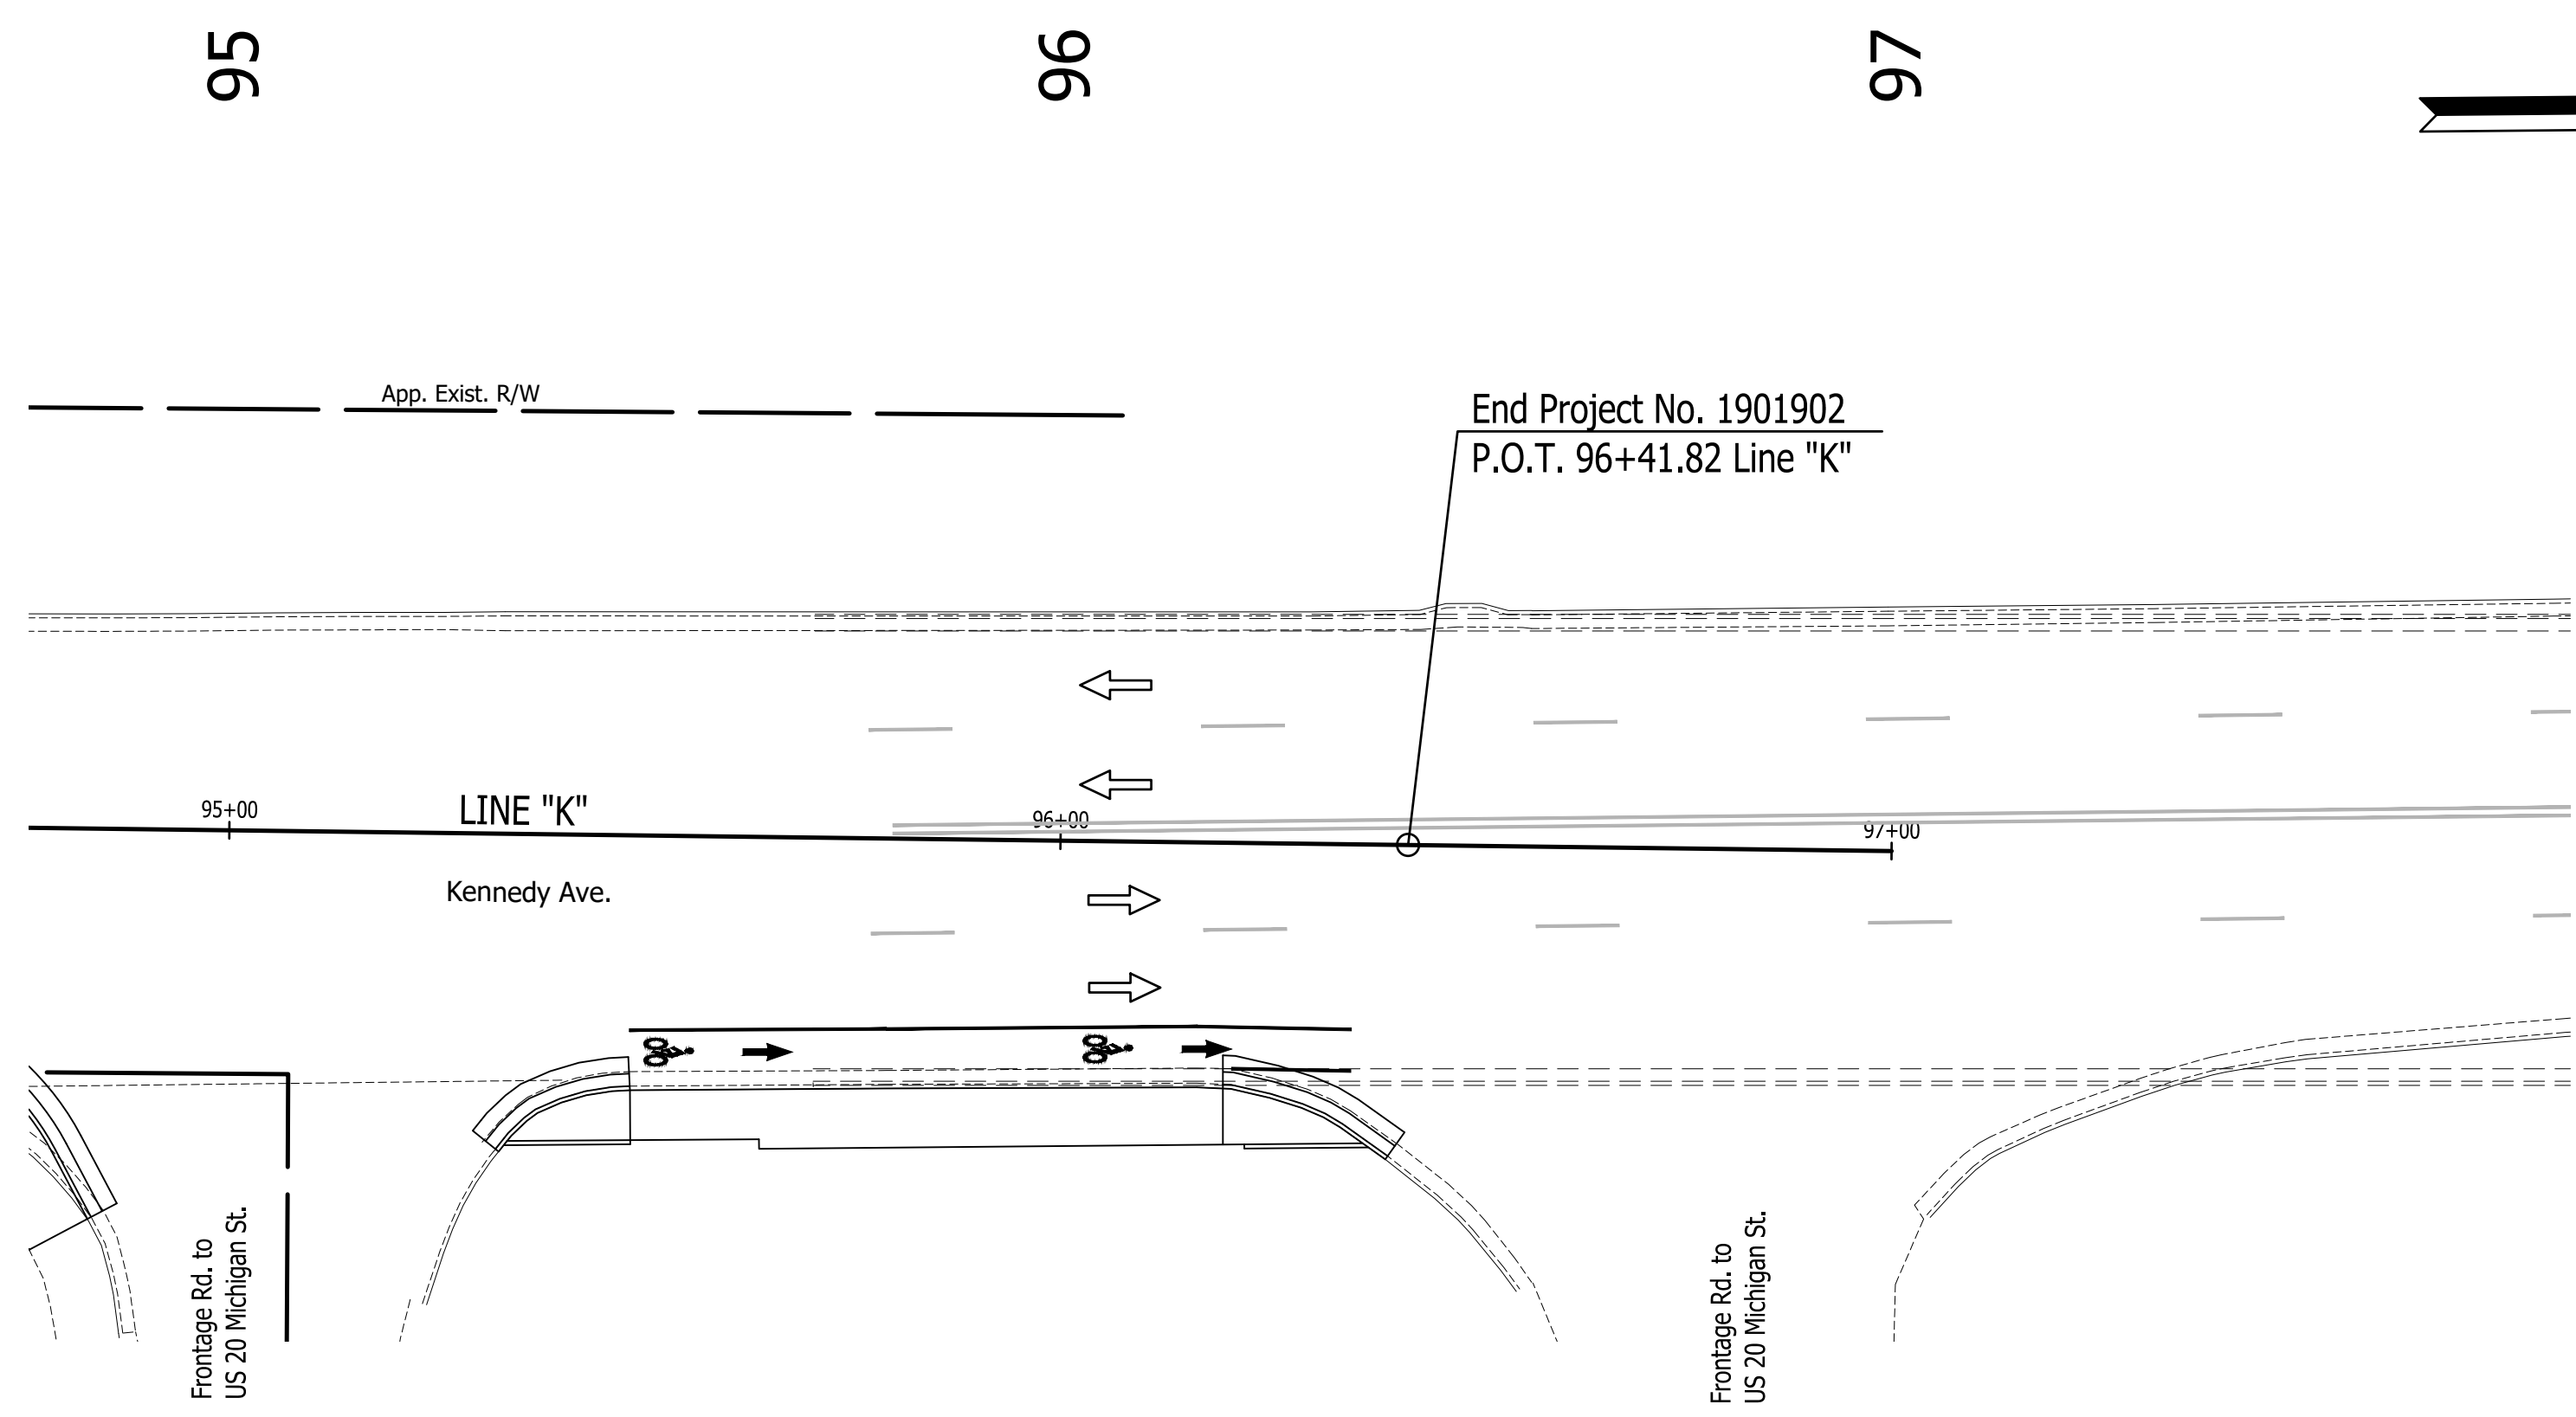 95
96
97
App. Exist. R/W
End Project No. 1901902
P.O.T. 96+41.82 Line "K"
95+00
LINE "K"
96+00
97+00
Kennedy Ave.
Frontage Rd. to
US 20 Michigan St.
Frontage Rd. to
US 20 Michigan St.